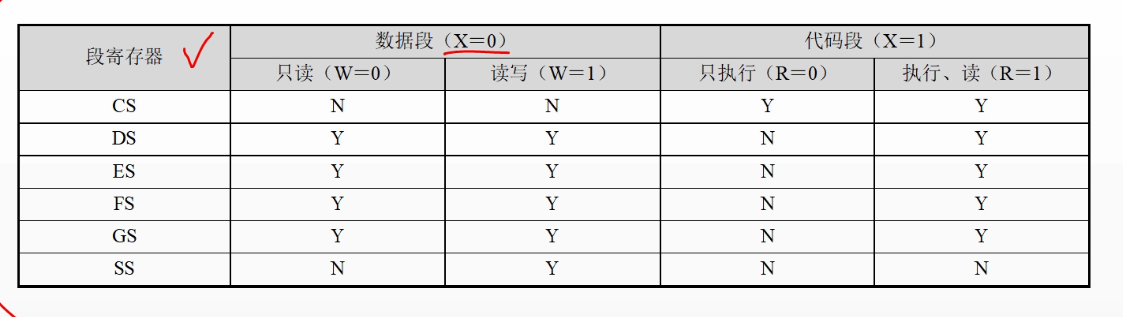 段寄存器 数据段（X＝0） 代码段（X＝1）
只读（W＝0） 读写（W＝1） 只执行（R＝0） 执行、读（R＝1）
CS N N Y Y
DS Y Y N Y
ES Y Y N Y
FS Y Y N Y
GS Y Y N Y
SS N Y N N